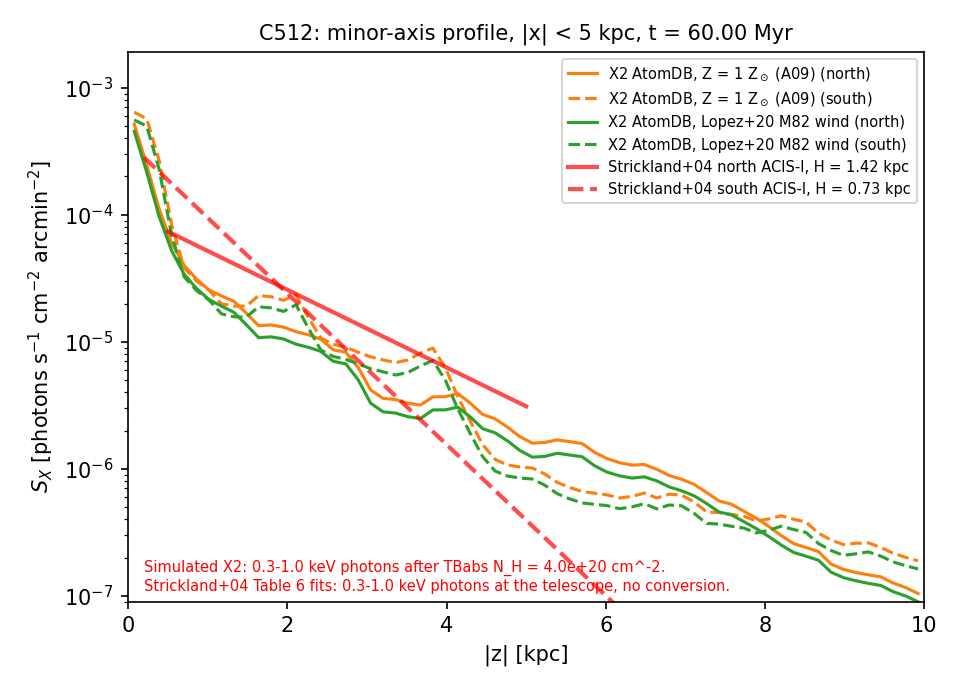 C512: minor-axis profile, |x| < 5 kpc, t = 60.00 Myr
X2 AtomDB, Z = 1 Z⊙ (A09) (north)
X2 AtomDB, Z = 1 Z⊙ (A09) (south)
X2 AtomDB, Lopez+20 M82 wind (north)
X2 AtomDB, Lopez+20 M82 wind (south)
Strickland+04 north ACIS-I, H = 1.42 kpc
Strickland+04 south ACIS-I, H = 0.73 kpc
10⁻³
10⁻⁴
10⁻⁵
10⁻⁶
10⁻⁷
S_X [photons s⁻¹ cm⁻² arcmin⁻²]
Simulated X2: 0.3-1.0 keV photons after TBabs N_H = 4.0e+20 cm^-2.
Strickland+04 Table 6 fits: 0.3-1.0 keV photons at the telescope, no conversion.
0 2 4 6 8 10
|z| [kpc]